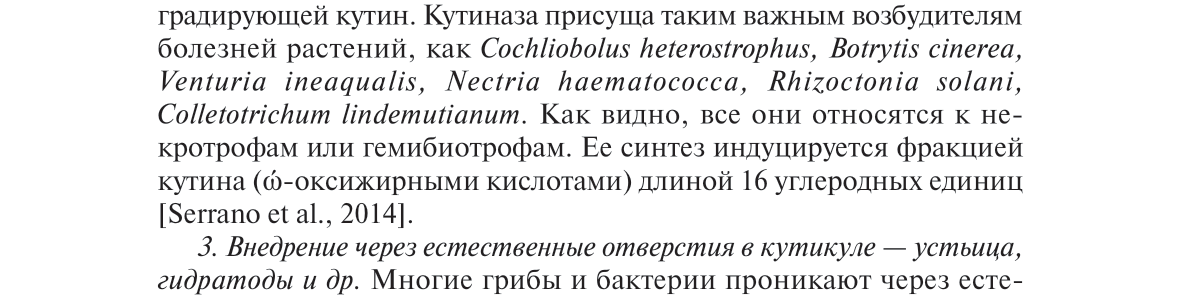 градирующей кутин. Кутиназа присуща таким важным возбудителям
болезней растений, как Cochliobolus heterostrophus, Botrytis cinerea,
Venturia ineaqualis, Nectria haematococca, Rhizoctonia solani,
Colletotrichum lindemutianum. Как видно, все они относятся к не-
кротрофам или гемибиотрофам. Ее синтез индуцируется фракцией
кутина (ώ-оксижирными кислотами) длиной 16 углеродных единиц
[Serrano et al., 2014].
3. Внедрение через естественные отверстия в кутикуле — устьица,
гидратоды и др. Многие грибы и бактерии проникают через есте-